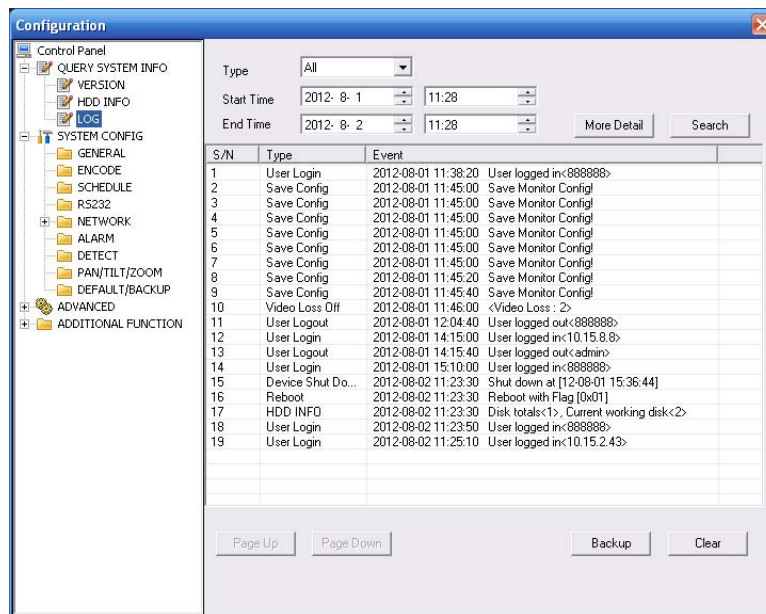 Configuration
Control Panel
QUERY SYSTEM INFO
VERSION
HDD INFO
LOG
SYSTEM CONFIG
GENERAL
ENCODE
SCHEDULE
RS232
NETWORK
ALARM
DETECT
PAN/TILT/ZOOM
DEFAULT/BACKUP
ADVANCED
ADDITIONAL FUNCTION
Type All
Start Time 2012- 8- 1 11:28
End Time 2012- 8- 2 11:28 More Detail Search
S/N Type Event
1 User Login 2012-08-01 11:38:20 User logged in<888888>
2 Save Config 2012-08-01 11:45:00 Save Monitor Config!
3 Save Config 2012-08-01 11:45:00 Save Monitor Config!
4 Save Config 2012-08-01 11:45:00 Save Monitor Config!
5 Save Config 2012-08-01 11:45:00 Save Monitor Config!
6 Save Config 2012-08-01 11:45:00 Save Monitor Config!
7 Save Config 2012-08-01 11:45:00 Save Monitor Config!
8 Save Config 2012-08-01 11:45:20 Save Monitor Config!
9 Save Config 2012-08-01 11:45:40 Save Monitor Config!
10 Video Loss Off 2012-08-01 11:46:00 <Video Loss : 2>
11 User Logout 2012-08-01 12:04:40 User logged out<888888>
12 User Login 2012-08-01 14:15:00 User logged in<10.15.8.8>
13 User Logout 2012-08-01 14:15:40 User logged out<admin>
14 User Login 2012-08-01 15:10:00 User logged in<888888>
15 Device Shut Do... 2012-08-02 11:23:30 Shut down at [12-08-01 15:36:44]
16 Reboot 2012-08-02 11:23:30 Reboot with Flag [0x01]
17 HDD INFO 2012-08-02 11:23:30 Disk totals<1>, Current working disk<2>
18 User Login 2012-08-02 11:23:50 User logged in<888888>
19 User Login 2012-08-02 11:25:10 User logged in<10.15.2.43>
Page Up Page Down Backup Clear